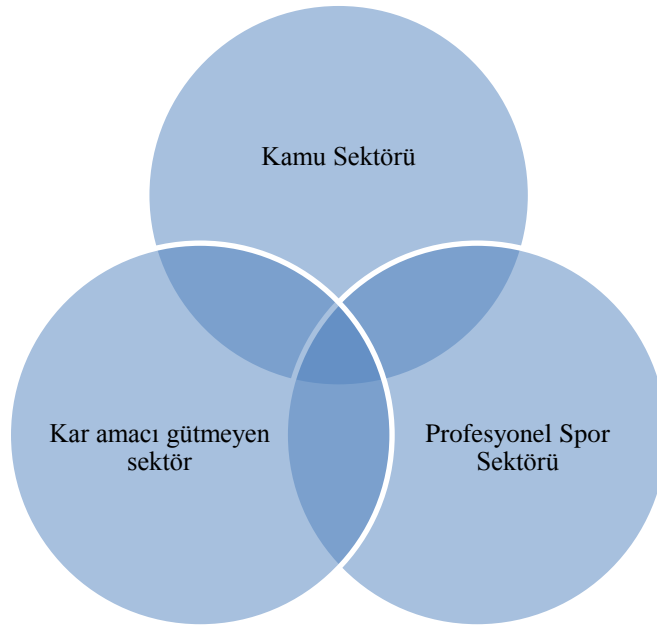 Kamu Sektörü
Kar amacı gütmeyen
sektör
Profesyonel Spor
Sektörü